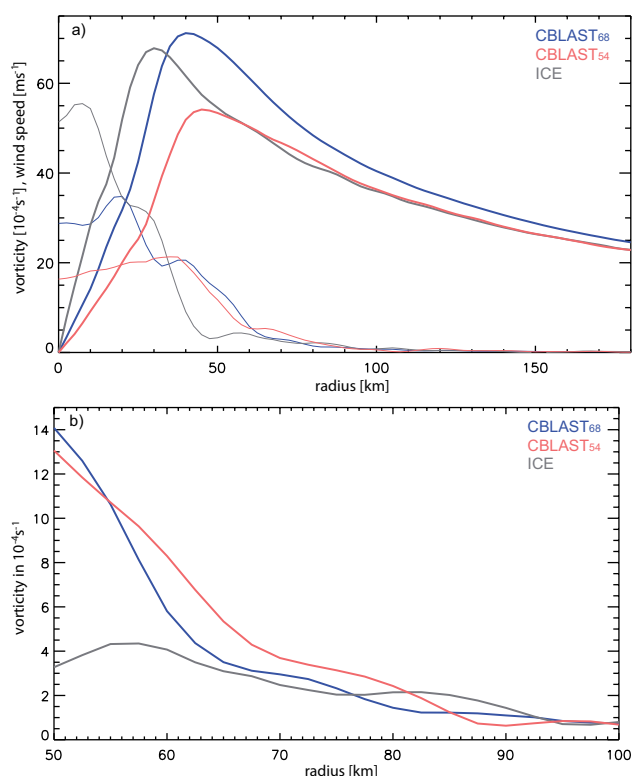 a)
CBLAST68
CBLAST54
ICE
vorticity [10⁻⁴s⁻¹], wind speed [ms⁻¹]
60
40
20
0
0 50 100 150
radius [km]
b)
CBLAST68
CBLAST54
ICE
vorticity in 10⁻⁴s⁻¹
14
12
10
8
6
4
2
0
50 60 70 80 90 100
radius [km]